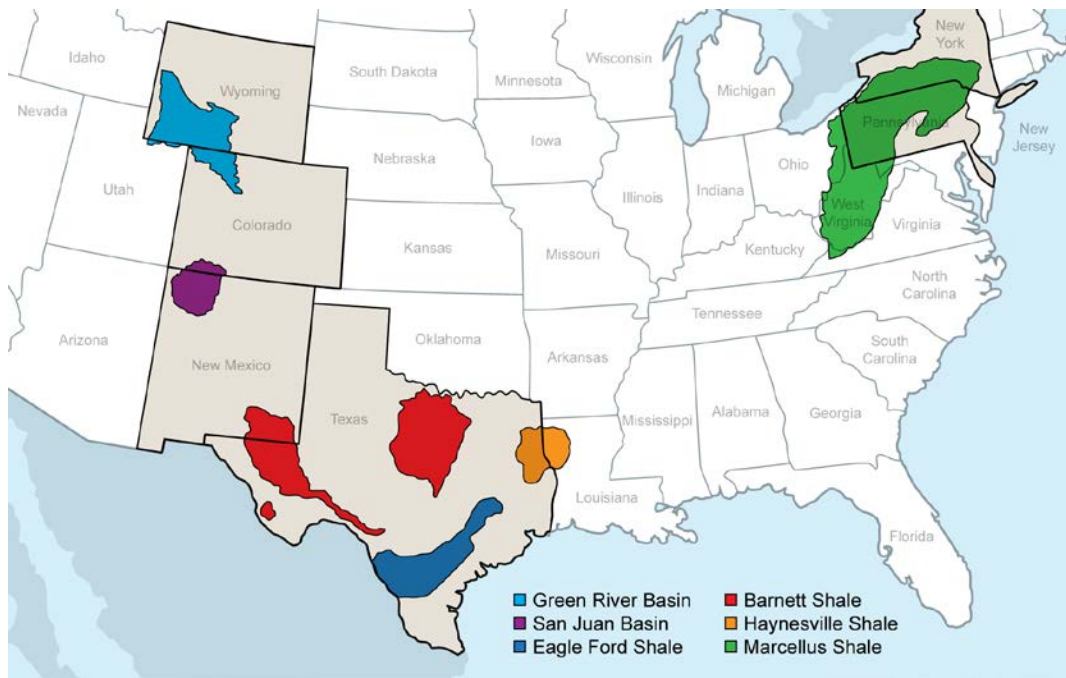 New
York
Idaho
Wisconsin
South Dakota
Minnesota
Michigan
Wyoming
Nevada
Pennsylvania
New
Jersey
Iowa
Nebraska
Ohio
Utah
Illinois
Indiana
West
Virginia
Virginia
Colorado
Kansas
Missouri
Kentucky
North
Carolina
Tennessee
Arizona
Oklahoma
Arkansas
South
Carolina
New Mexico
Texas
Mississippi
Alabama
Georgia
Louisiana
Florida
Green River Basin
San Juan Basin
Eagle Ford Shale
Barnett Shale
Haynesville Shale
Marcellus Shale